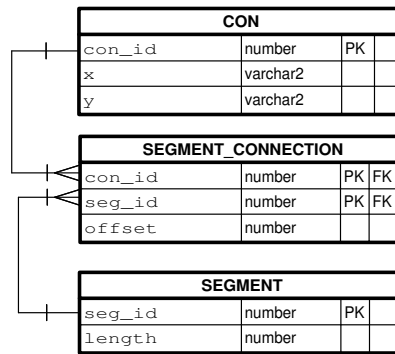 CON
con_id number PK
x varchar2
y varchar2
SEGMENT_CONNECTION
con_id number PK FK
seg_id number PK FK
offset number
SEGMENT
seg_id number PK
length number